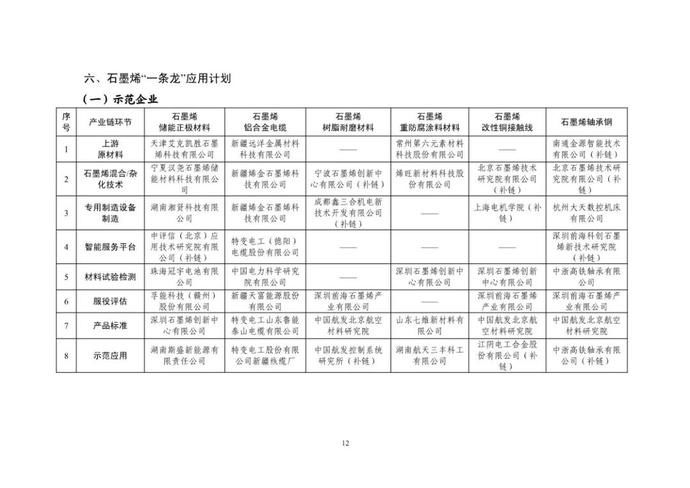 六、石墨烯“一条龙”应用计划
（一）示范企业
序号 产业链环节 石墨烯储能正极材料 石墨烯铝合金电缆 石墨烯树脂耐磨材料 石墨烯重防腐涂料材料 石墨烯改性铜接触线 石墨烯轴承钢
1 上游原材料 天津艾克凯胜石墨烯科技有限公司 新疆远洋金属材料科技有限公司 —— 常州第六元素材料科技股份有限公司 —— 南通金源智能技术有限公司（补链）
2 石墨烯混合/杂化技术 宁夏汉尧石墨烯储能材料科技有限公司 新疆烯金石墨烯科技有限公司 宁波石墨烯创新中心有限公司（补链） 烯旺新材料科技股份有限公司 北京石墨烯技术研究院有限公司（补链） 北京石墨烯技术研究院有限公司（补链）
3 专用制造设备制造 湖南湘贤科技有限公司 新疆烯金石墨烯科技有限公司 成都鑫三合机电新技术开发有限公司（补链） —— 上海电机学院（补链） 杭州大天数控机床有限公司
4 智能服务平台 中评信（北京）应用技术研究院有限公司（补链） 特变电工（德阳）电缆股份有限公司 —— —— —— 深圳前海科创石墨烯新技术研究院（补链）
5 材料试验检测 珠海冠宇电池有限公司 中国电力科学研究院有限公司 —— 深圳石墨烯创新中心有限公司 深圳石墨烯创新中心有限公司 中浙高铁轴承有限公司
6 服役评估 孚能科技（赣州）股份有限公司 新疆天富能源股份有限公司 深圳前海石墨烯产业有限公司 —— 深圳前海石墨烯产业有限公司 深圳前海石墨烯产业有限公司
7 产品标准 深圳石墨烯创新中心有限公司 特变电工山东鲁能泰山电缆有限公司 中国航发北京航空材料研究院 山东七维新材料有限公司 中国航发北京航空材料研究院 中国航发北京航空材料研究院
8 示范应用 湖南斯盛新能源有限责任公司 特变电工股份有限公司新疆线缆厂 中国航发控制系统研究所（补链） 湖南航天三丰科工有限公司 江阴电工合金股份有限公司（补链） 中浙高铁轴承有限公司（补链）
12